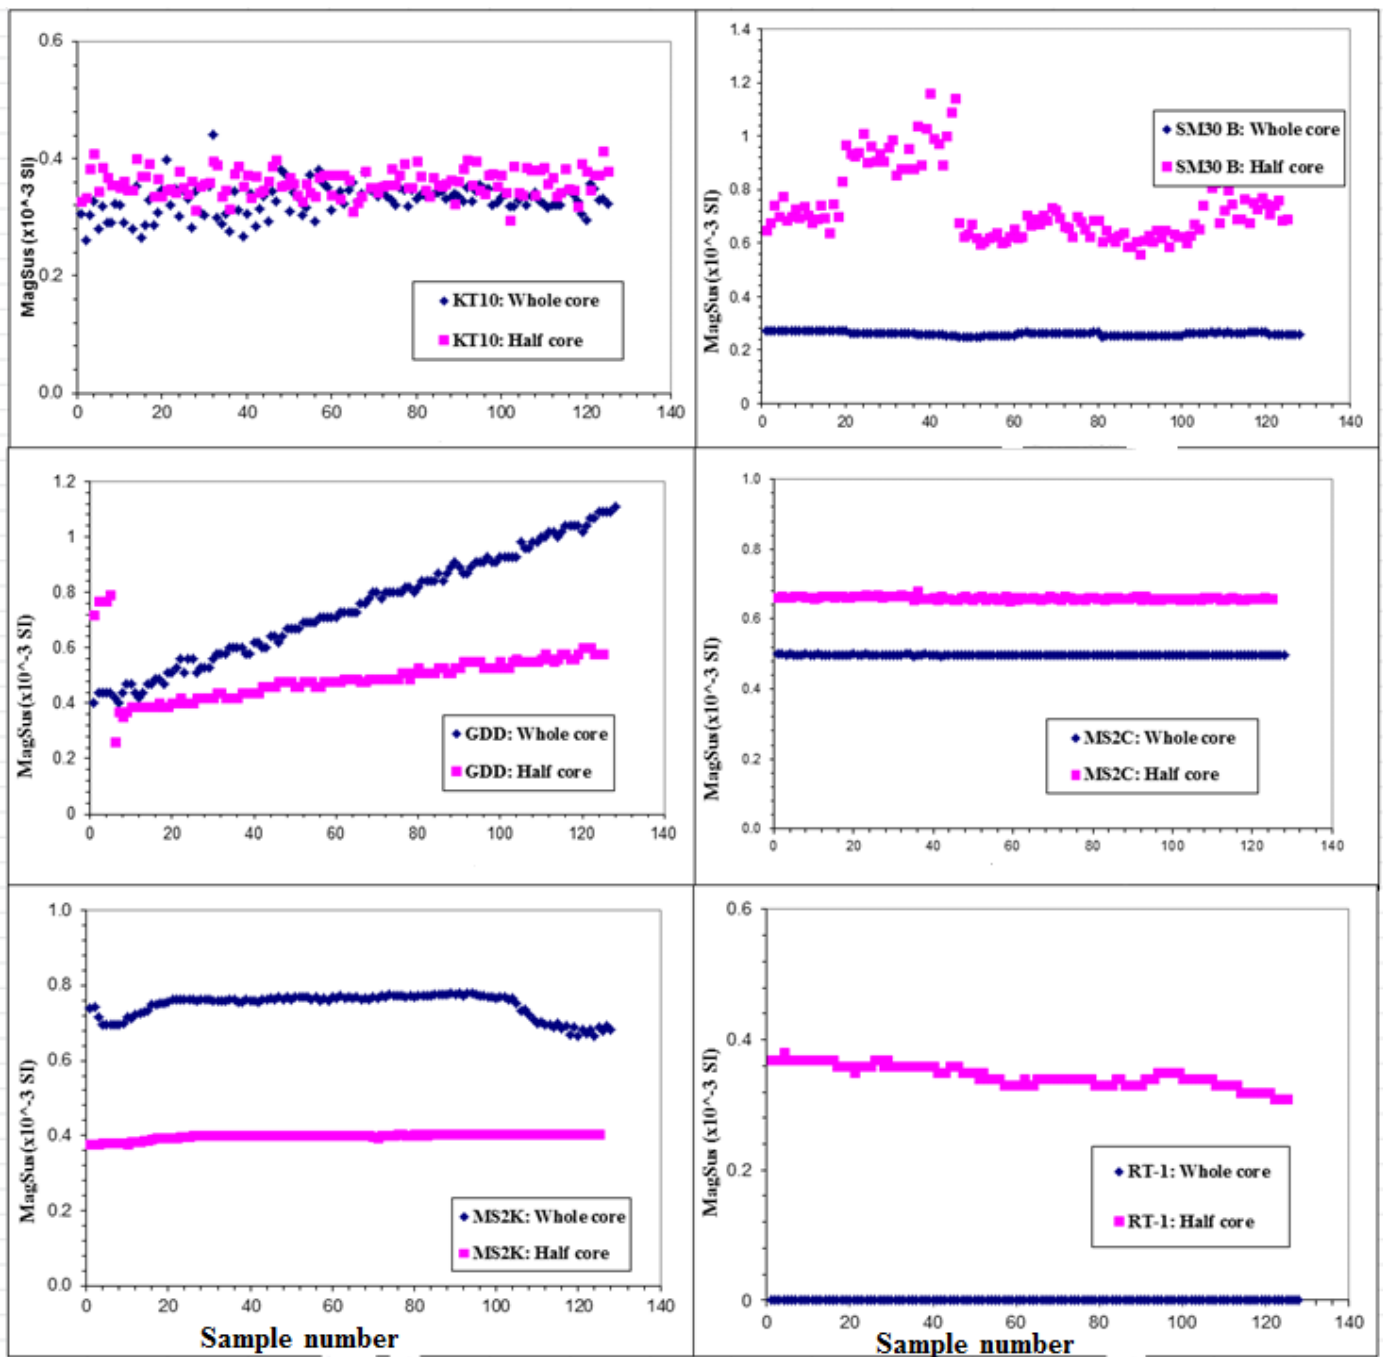 0.6
0.4
0.2
0.0
MagSus (x10^-3 SI)
0 20 40 60 80 100 120 140
KT10: Whole core
KT10: Half core
1.4
1.2
1
0.8
0.6
0.4
0.2
0
MagSus(x10^-3 SI)
0 20 40 60 80 100 120 140
SM30 B: Whole core
SM30 B: Half core
1.2
1
0.8
0.6
0.4
0.2
0
MagSus(x10^-3 SI)
0 20 40 60 80 100 120 140
GDD: Whole core
GDD: Half core
1.0
0.8
0.6
0.4
0.2
0.0
MagSus(x10^-3 SI)
0 20 40 60 80 100 120 140
MS2C: Whole core
MS2C: Half core
1.0
0.8
0.6
0.4
0.2
0.0
MagSus(x10^-3 SI)
0 20 40 60 80 100 120 140
MS2K: Whole core
MS2K: Half core
Sample number
0.6
0.4
0.2
0
MagSus (x10^-3 SI)
0 20 40 60 80 100 120 140
RT-1: Whole core
RT-1: Half core
Sample number